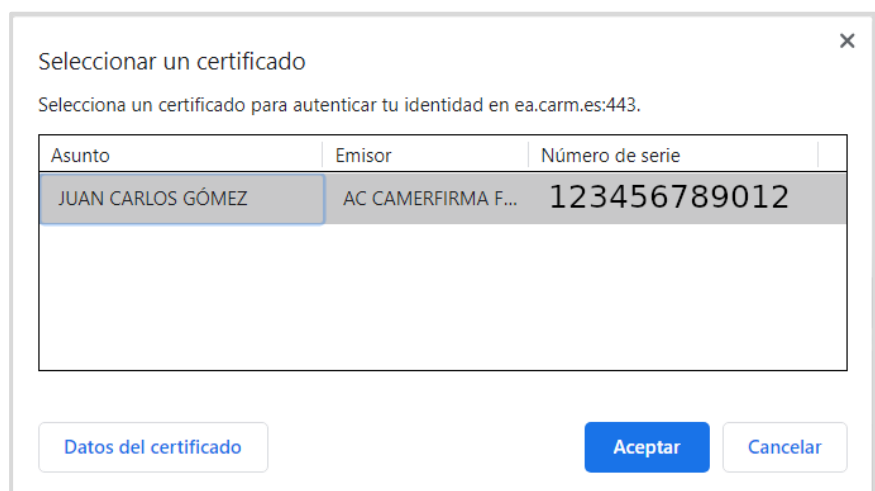 Seleccionar un certificado
Selecciona un certificado para autenticar tu identidad en ea.carm.es:443.
Asunto Emisor Número de serie
JUAN CARLOS GÓMEZ AC CAMERFIRMA F... 123456789012
Datos del certificado Aceptar Cancelar